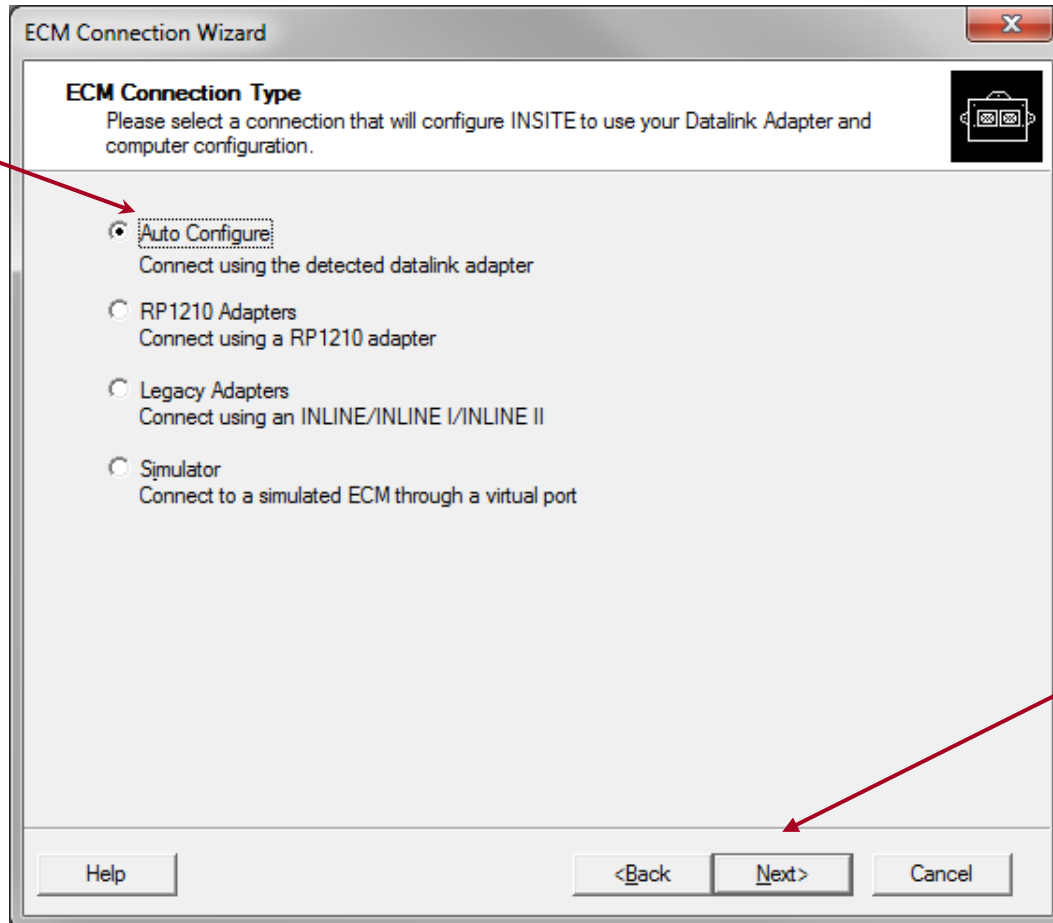 ECM Connection Wizard
ECM Connection Type
Please select a connection that will configure INSITE to use your Datalink Adapter and
computer configuration.
Auto Configure
Connect using the detected datalink adapter
RP1210 Adapters
Connect using a RP1210 adapter
Legacy Adapters
Connect using an INLINE/INLINE I/INLINE II
Simulator
Connect to a simulated ECM through a virtual port
Help
<Back
Next>
Cancel